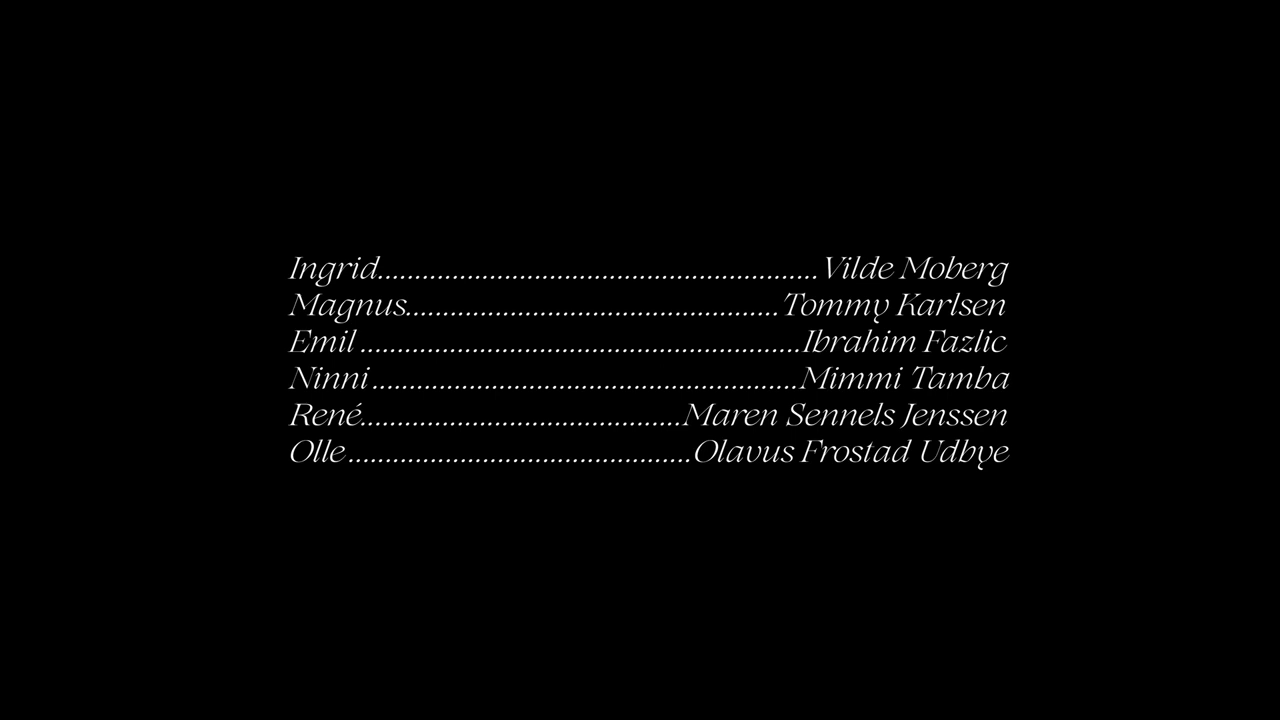 Ingrid................................................Vilde Moberg
Magnus.........................................Tommy Karlsen
Emil.................................................Ibrahim Fazlic
Ninni...............................................Mimmi Tamba
René...................................Maren Sennels Jenssen
Olle......................................Olavus Frostad Udbye